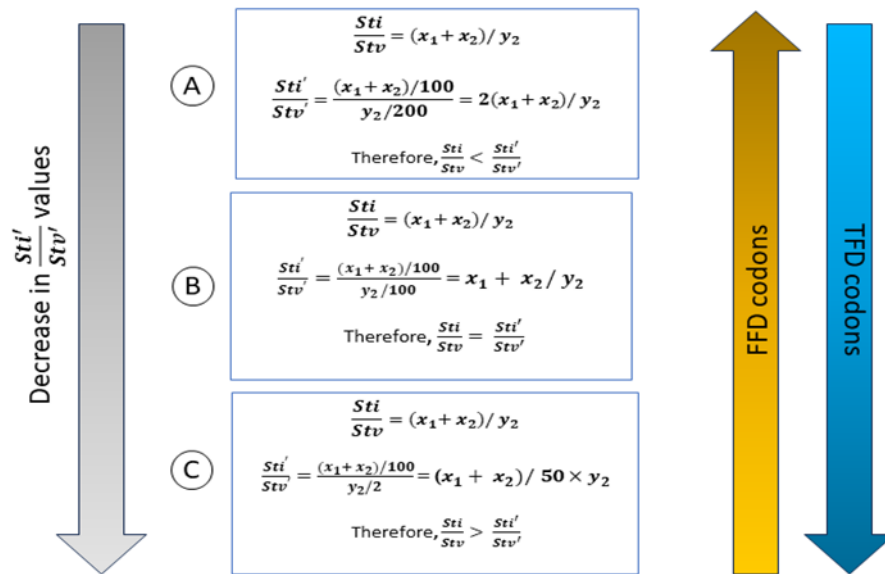 Decrease in Sti′/Stv′ values
A
Sti/Stv = (x₁+ x₂)/ y₂
Sti′/Stv′ = (x₁+ x₂)/100 / y₂/200 = 2(x₁+ x₂)/ y₂
Therefore, Sti/Stv < Sti′/Stv′
B
Sti/Stv = (x₁+ x₂)/ y₂
Sti′/Stv′ = (x₁+ x₂)/100 / y₂/100 = x₁ + x₂/ y₂
Therefore, Sti/Stv = Sti′/Stv′
C
Sti/Stv = (x₁+ x₂)/ y₂
Sti′/Stv′ = (x₁+ x₂)/100 / y₂/2 = (x₁ + x₂)/ 50 × y₂
Therefore, Sti/Stv > Sti′/Stv′
FFD codons
TFD codons